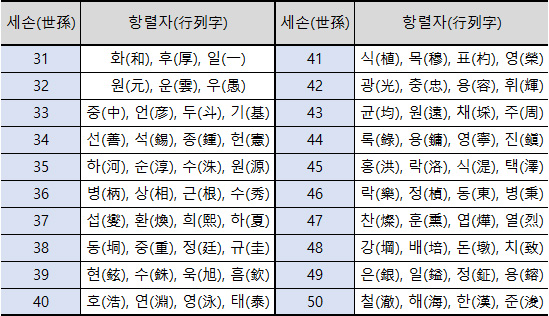 세손(世孫) 항렬자(行列字) 세손(世孫) 항렬자(行列字)
31 화(和), 후(厚), 일(一) 41 식(植), 목(穆), 표(杓), 영(榮)
32 원(元), 운(雲), 우(愚) 42 광(光), 충(忠), 용(容), 휘(輝)
33 중(中), 언(彦), 두(斗), 기(基) 43 균(均), 원(遠), 채(埰), 주(周)
34 선(善), 석(錫), 종(鍾), 헌(憲) 44 록(錄), 용(鏞), 영(寧), 진(鎭)
35 하(河), 순(淳), 수(洙), 원(源) 45 홍(洪), 락(洛), 식(湜), 택(澤)
36 병(柄), 상(相), 근(根), 수(秀) 46 락(樂), 정(楨), 동(東), 병(秉)
37 섭(燮), 환(煥), 희(熙), 하(夏) 47 찬(燦), 훈(熏), 엽(燁), 열(烈)
38 동(垌), 중(重), 정(廷), 규(圭) 48 강(堈), 배(培), 돈(墩), 치(致)
39 현(鉉), 수(銖), 욱(旭), 흠(欽) 49 은(銀), 일(鎰), 정(鉦), 용(鎔)
40 호(浩), 연(淵), 영(泳), 태(泰) 50 철(澈), 해(海), 한(漢), 준(浚)